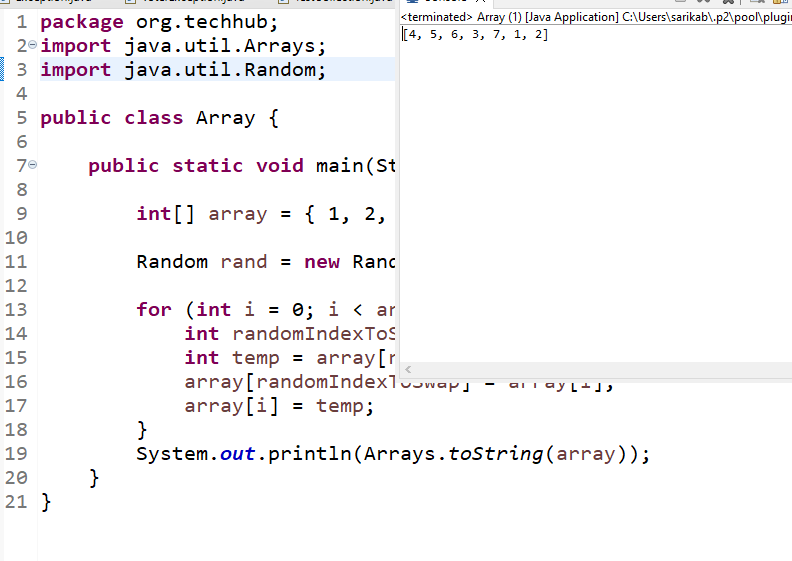 <terminated> Array (1) [Java Application] C:\Users\sarikab\.p2\pool\plugin
[4, 5, 6, 3, 7, 1, 2]
1 package org.techhub;
2 import java.util.Arrays;
3 import java.util.Random;
4
5 public class Array {
6
7 public static void main(St
8
9 int[] array = { 1, 2,
10
11 Random rand = new Rand
12
13 for (int i = 0; i < ar
14 int randomIndexToS
15 int temp = array[r
16 array[randomIndexToSwap] = array[i];
17 array[i] = temp;
18 }
19 System.out.println(Arrays.toString(array));
20 }
21 }